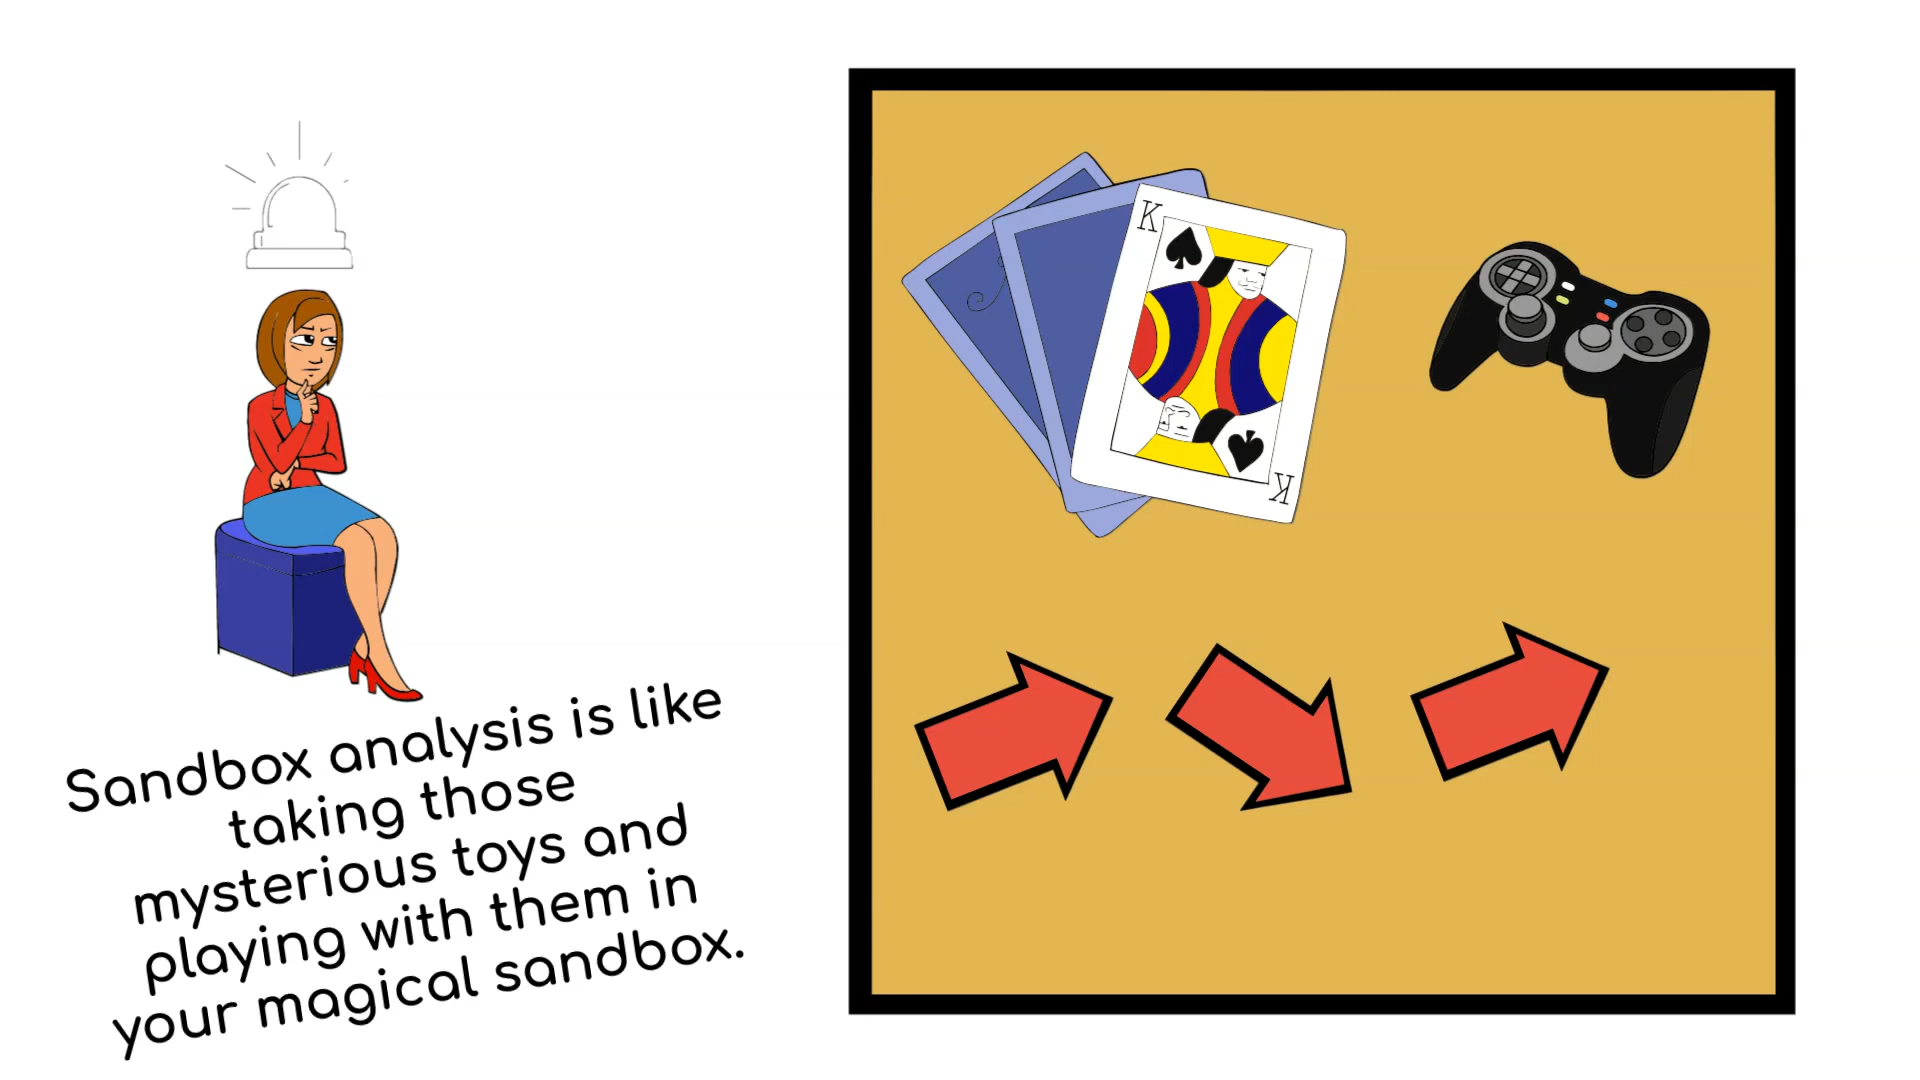 Sandbox analysis is like
taking those
mysterious toys and
playing with them in
your magical sandbox.
K
K